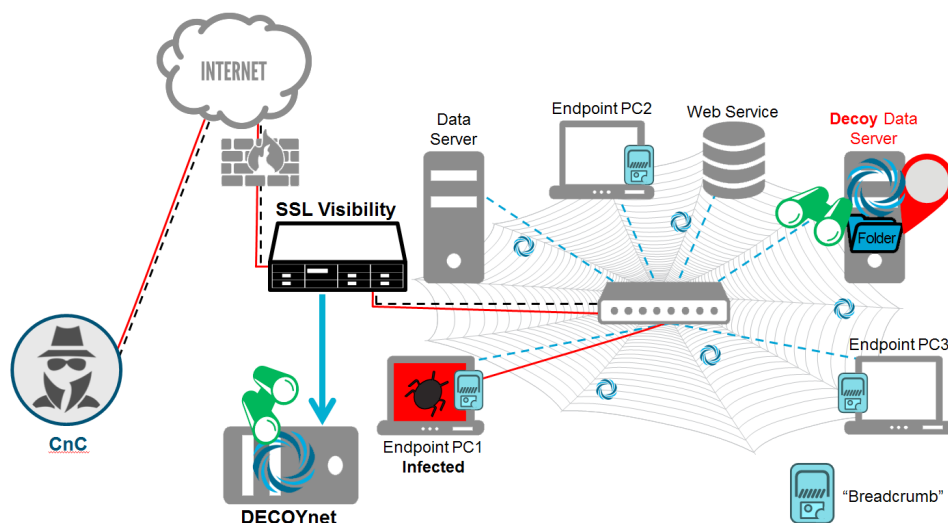 INTERNET
Data
Server
Endpoint PC2
Web Service
Decoy Data
Server
SSL Visibility
Folder
Endpoint PC3
CnC
Endpoint PC1
Infected
DECOYnet
“Breadcrumb”